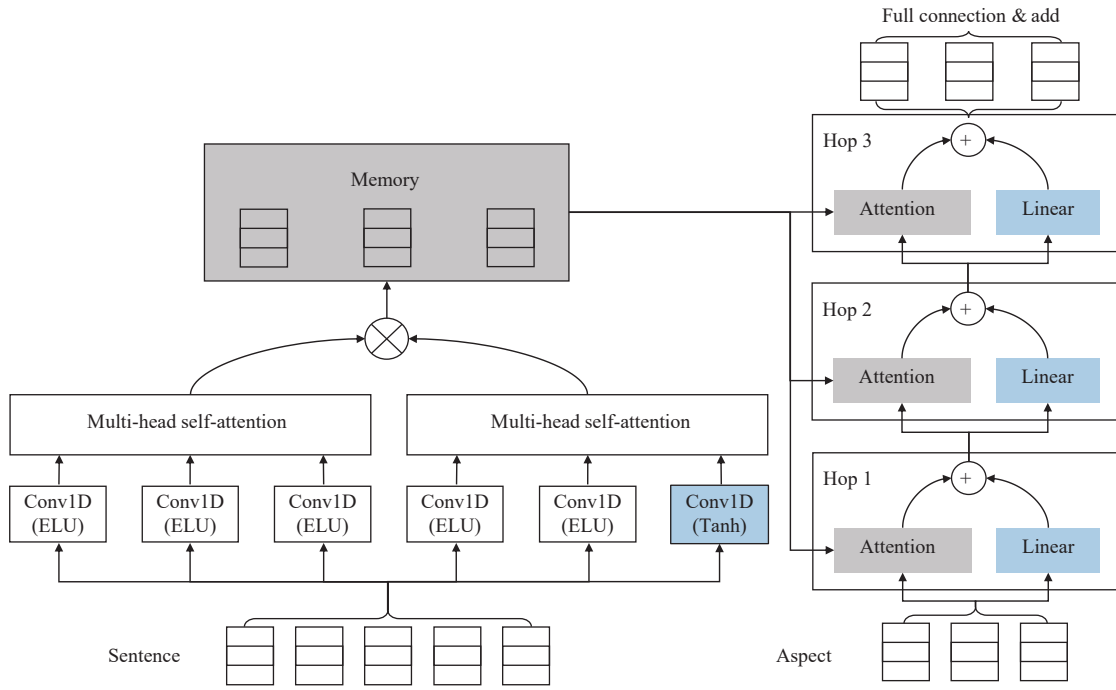 Full connection & add
Hop 3
Memory
Attention
Linear
Hop 2
Attention
Linear
Multi-head self-attention
Multi-head self-attention
Hop 1
Conv1D
(ELU)
Conv1D
(ELU)
Conv1D
(ELU)
Conv1D
(ELU)
Conv1D
(ELU)
Conv1D
(Tanh)
Attention
Linear
Sentence
Aspect